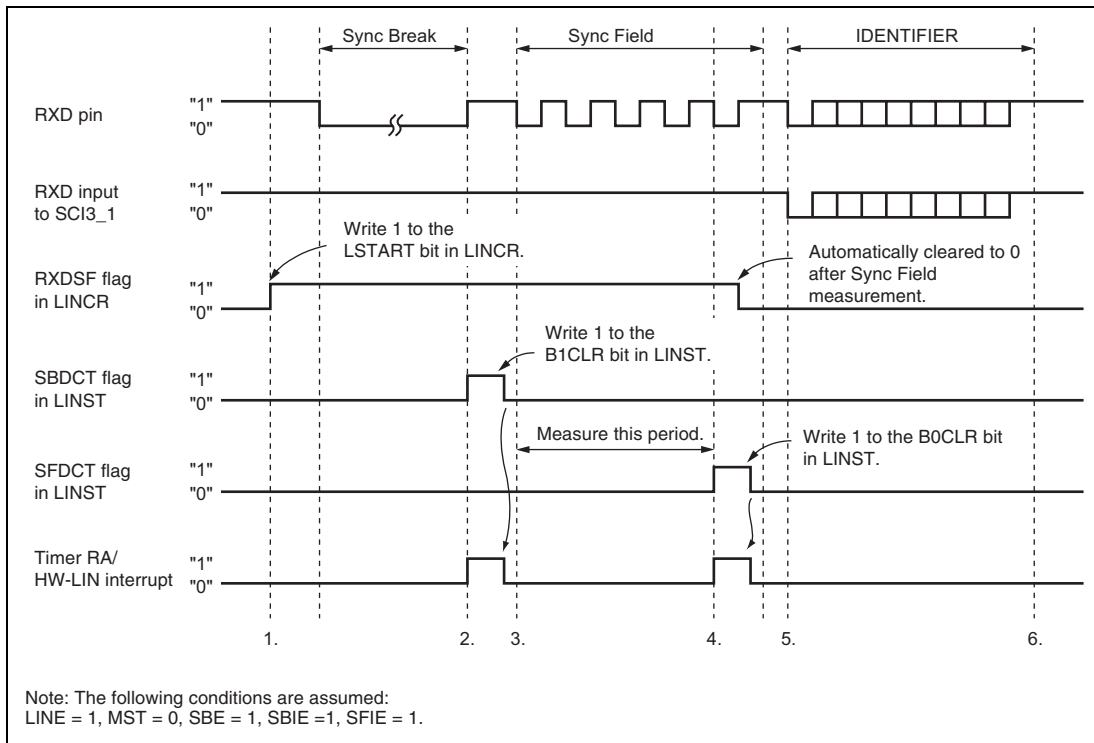 Sync Break
Sync Field
IDENTIFIER
RXD pin
"1"
"0"
RXD input
to SCI3_1
"1"
"0"
Write 1 to the
LSTART bit in LINCR.
Automatically cleared to 0
after Sync Field
measurement.
RXDSF flag
in LINCR
"1"
"0"
Write 1 to the
B1CLR bit in LINST.
SBDCT flag
in LINST
"1"
"0"
Measure this period.
Write 1 to the B0CLR bit
in LINST.
SFDCT flag
in LINST
"1"
"0"
Timer RA/
HW-LIN interrupt
"1"
"0"
1.
2.
3.
4.
5.
6.
Note: The following conditions are assumed:
LINE = 1, MST = 0, SBE = 1, SBIE =1, SFIE = 1.